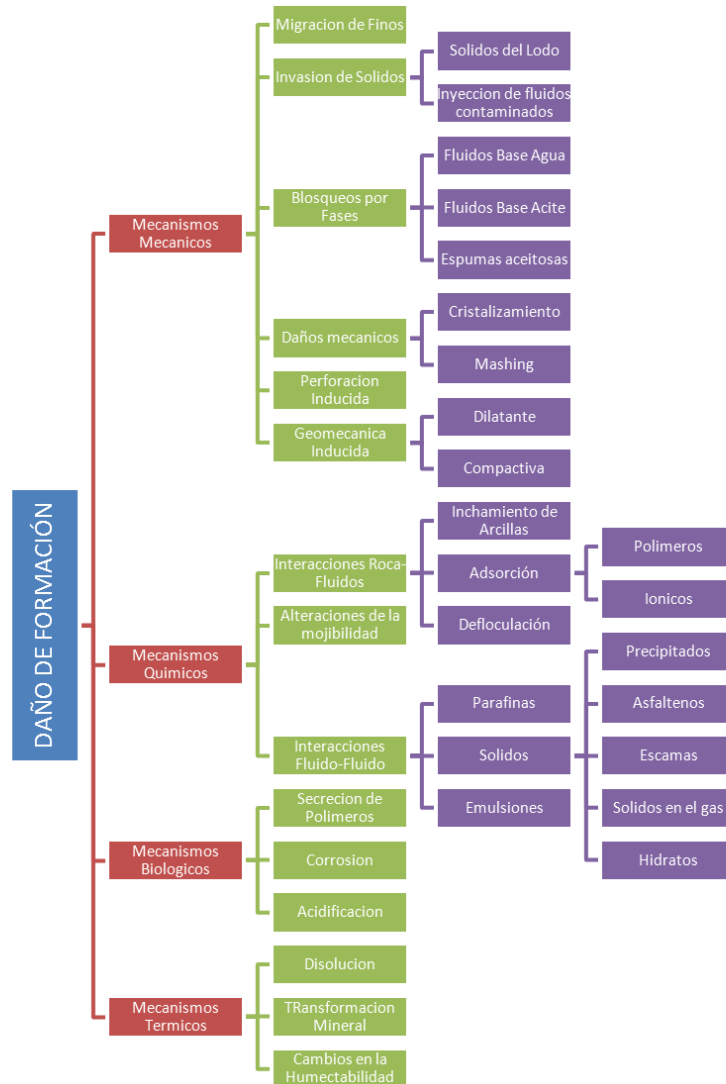 DAÑO DE FORMACIÓN
Mecanismos
Mecanicos
Migracion de Finos
Invasion de Solidos
Solidos del Lodo
Inyeccion de fluidos
contaminados
Blosqueos por
Fases
Fluidos Base Agua
Fluidos Base Acite
Espumas aceitosas
Daños mecanicos
Cristalizamiento
Mashing
Perforacion
Inducida
Geomecanica
Inducida
Dilatante
Compactiva
Mecanismos
Quimicos
Interacciones Roca-
Fluidos
Inchamiento de
Arcillas
Adsorción
Polimeros
Ionicos
Defloculación
Alteraciones de la
mojibilidad
Interacciones
Fluido-Fluido
Parafinas
Solidos
Precipitados
Asfaltenos
Escamas
Solidos en el gas
Hidratos
Emulsiones
Mecanismos
Biologicos
Secrecion de
Polimeros
Corrosion
Acidificacion
Mecanismos
Termicos
Disolucion
TRansformacion
Mineral
Cambios en la
Humectabilidad